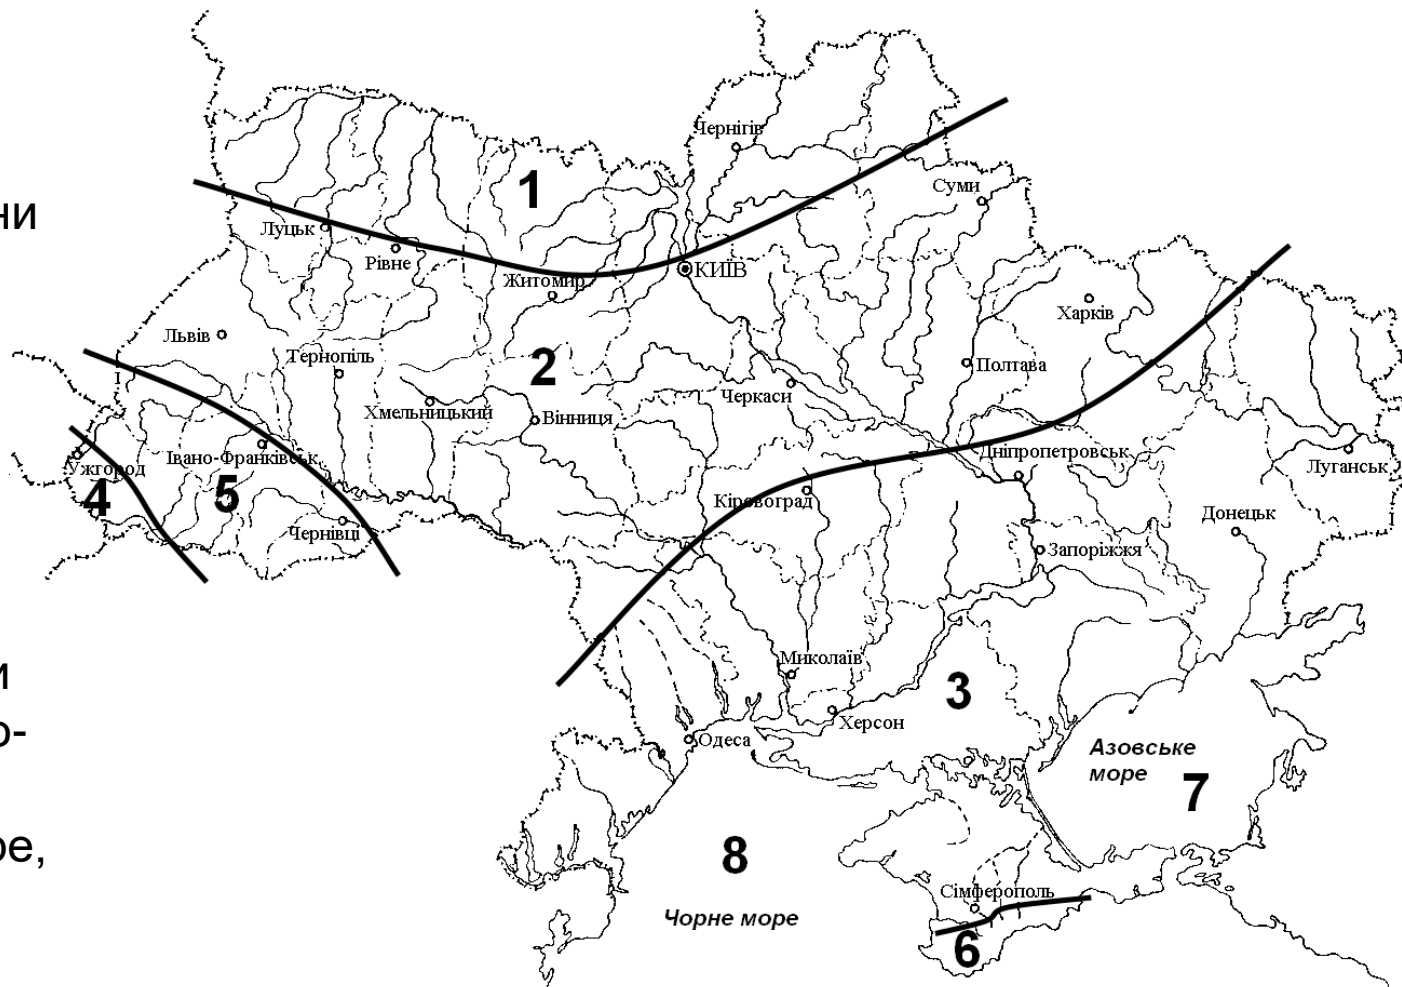 ни
и
о-
ре,
Чернігів
1
Суми
Луцьк
Рівне
КИЇВ
Житомир
Харків
Львів
Тернопіль
2
Полтава
Черкаси
Хмельницький
Вінниця
Ужгород
Івано-Франківськ
Дніпропетровськ
Луганськ
4
5
Кіровоград
Донецьк
Чернівці
Запоріжжя
Миколаїв
3
Херсон
Одеса
Азовське
море
7
8
Сімферополь
Чорне море
6